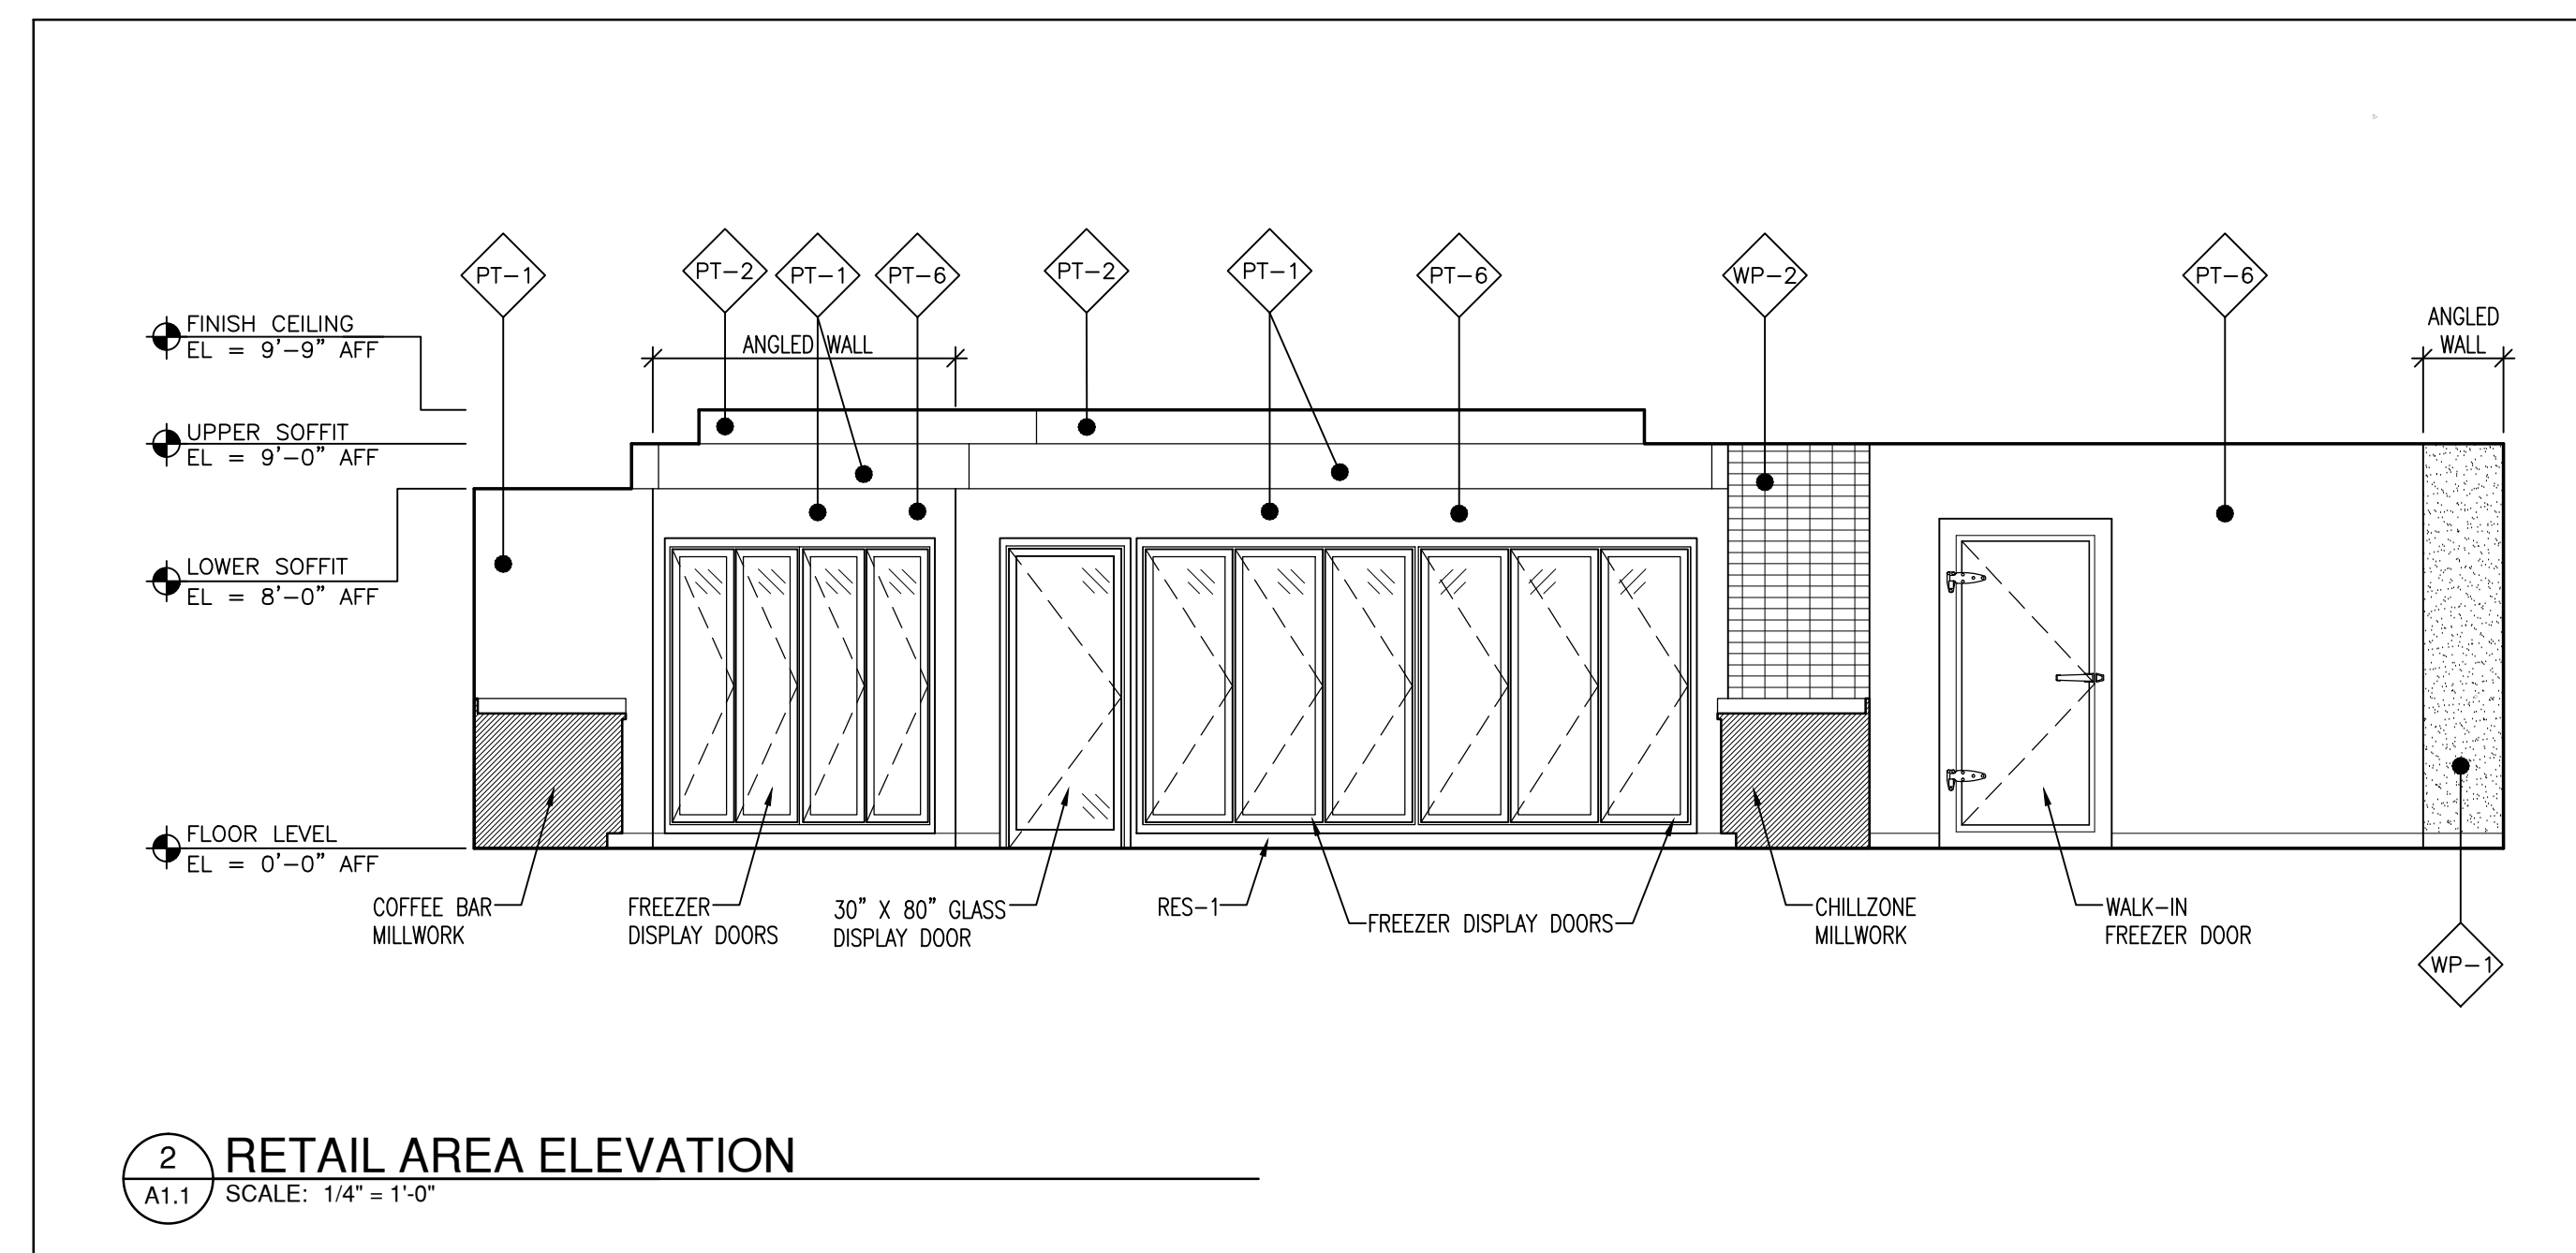 PT-1
PT-2
PT-1
PT-6
PT-2
PT-1
PT-6
WP-2
PT-6
FINISH CEILING
EL = 9'-9" AFF
ANGLED WALL
ANGLED
WALL
UPPER SOFFIT
EL = 9'-0" AFF
LOWER SOFFIT
EL = 8'-0" AFF
FLOOR LEVEL
EL = 0'-0" AFF
COFFEE BAR
MILLWORK
FREEZER
DISPLAY DOORS
30" X 80" GLASS
DISPLAY DOOR
RES-1
FREEZER DISPLAY DOORS
CHILLZONE
MILLWORK
WALK-IN
FREEZER DOOR
WP-1
2
A1.1
RETAIL AREA ELEVATION
SCALE: 1/4" = 1'-0"